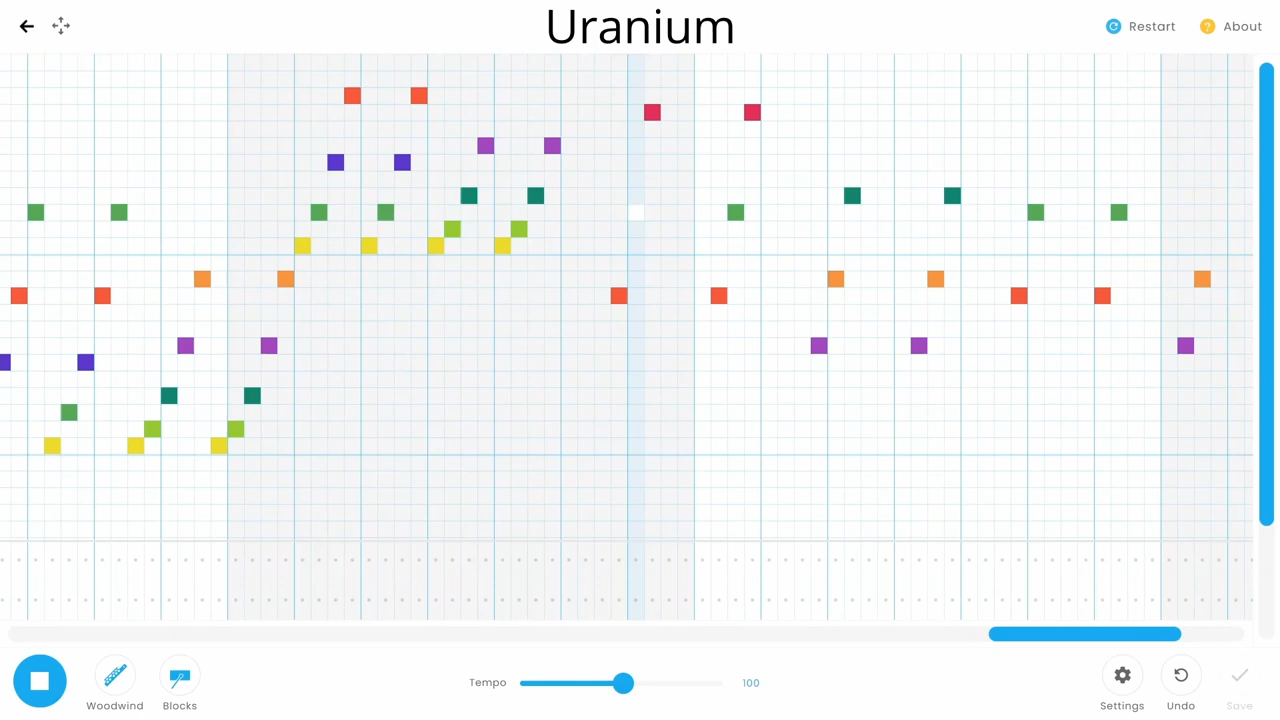 Uranium
Restart
About
Woodwind
Blocks
Tempo
100
Settings
Undo
Save